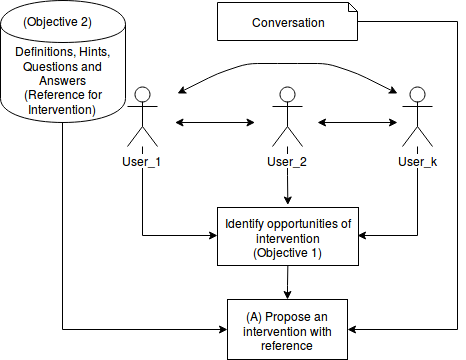 (Objective 2)
Definitions, Hints,
Questions and
Answers
(Reference for
Intervention)
Conversation
User_1
User_2
User_k
Identify opportunities of
intervention
(Objective 1)
(A) Propose an
intervention with
reference